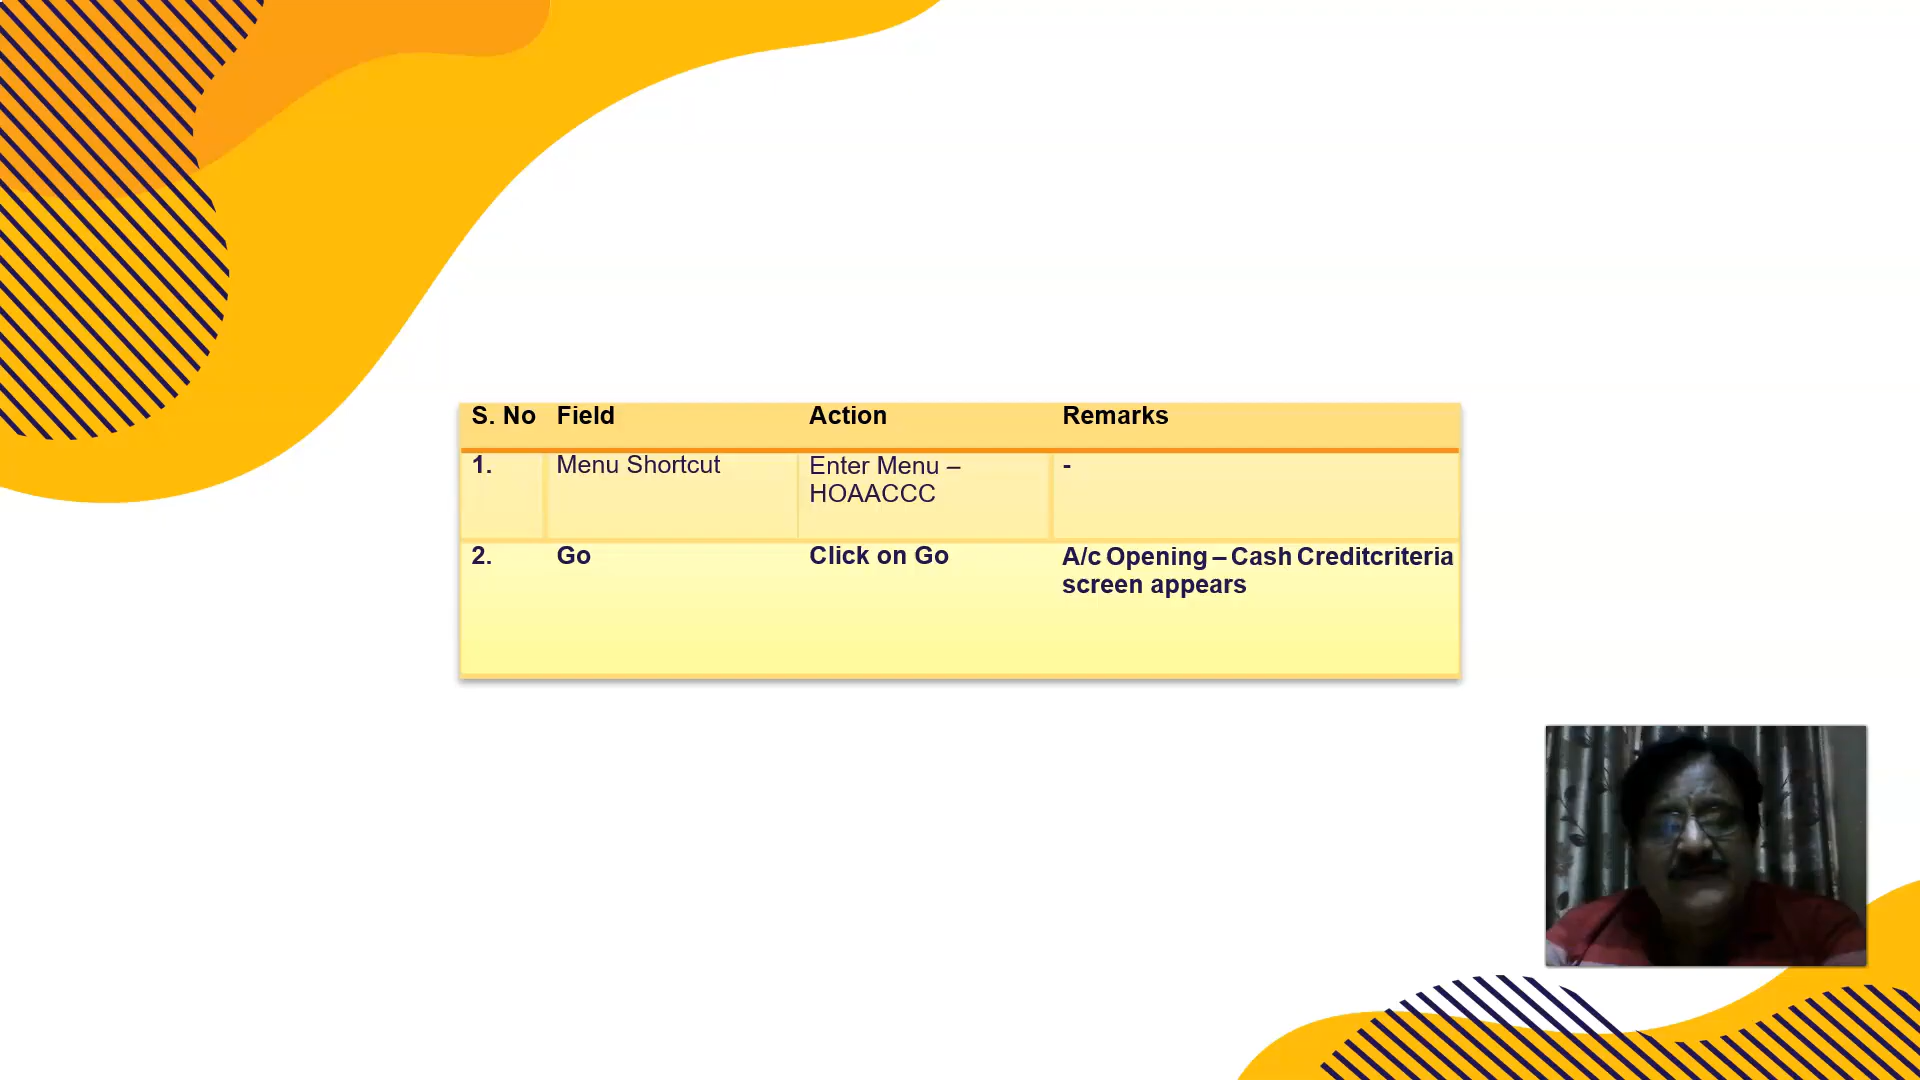 S. No Field Action Remarks
1. Menu Shortcut Enter Menu – -
HOAACCC
2. Go Click on Go A/c Opening – Cash Creditcriteria
screen appears